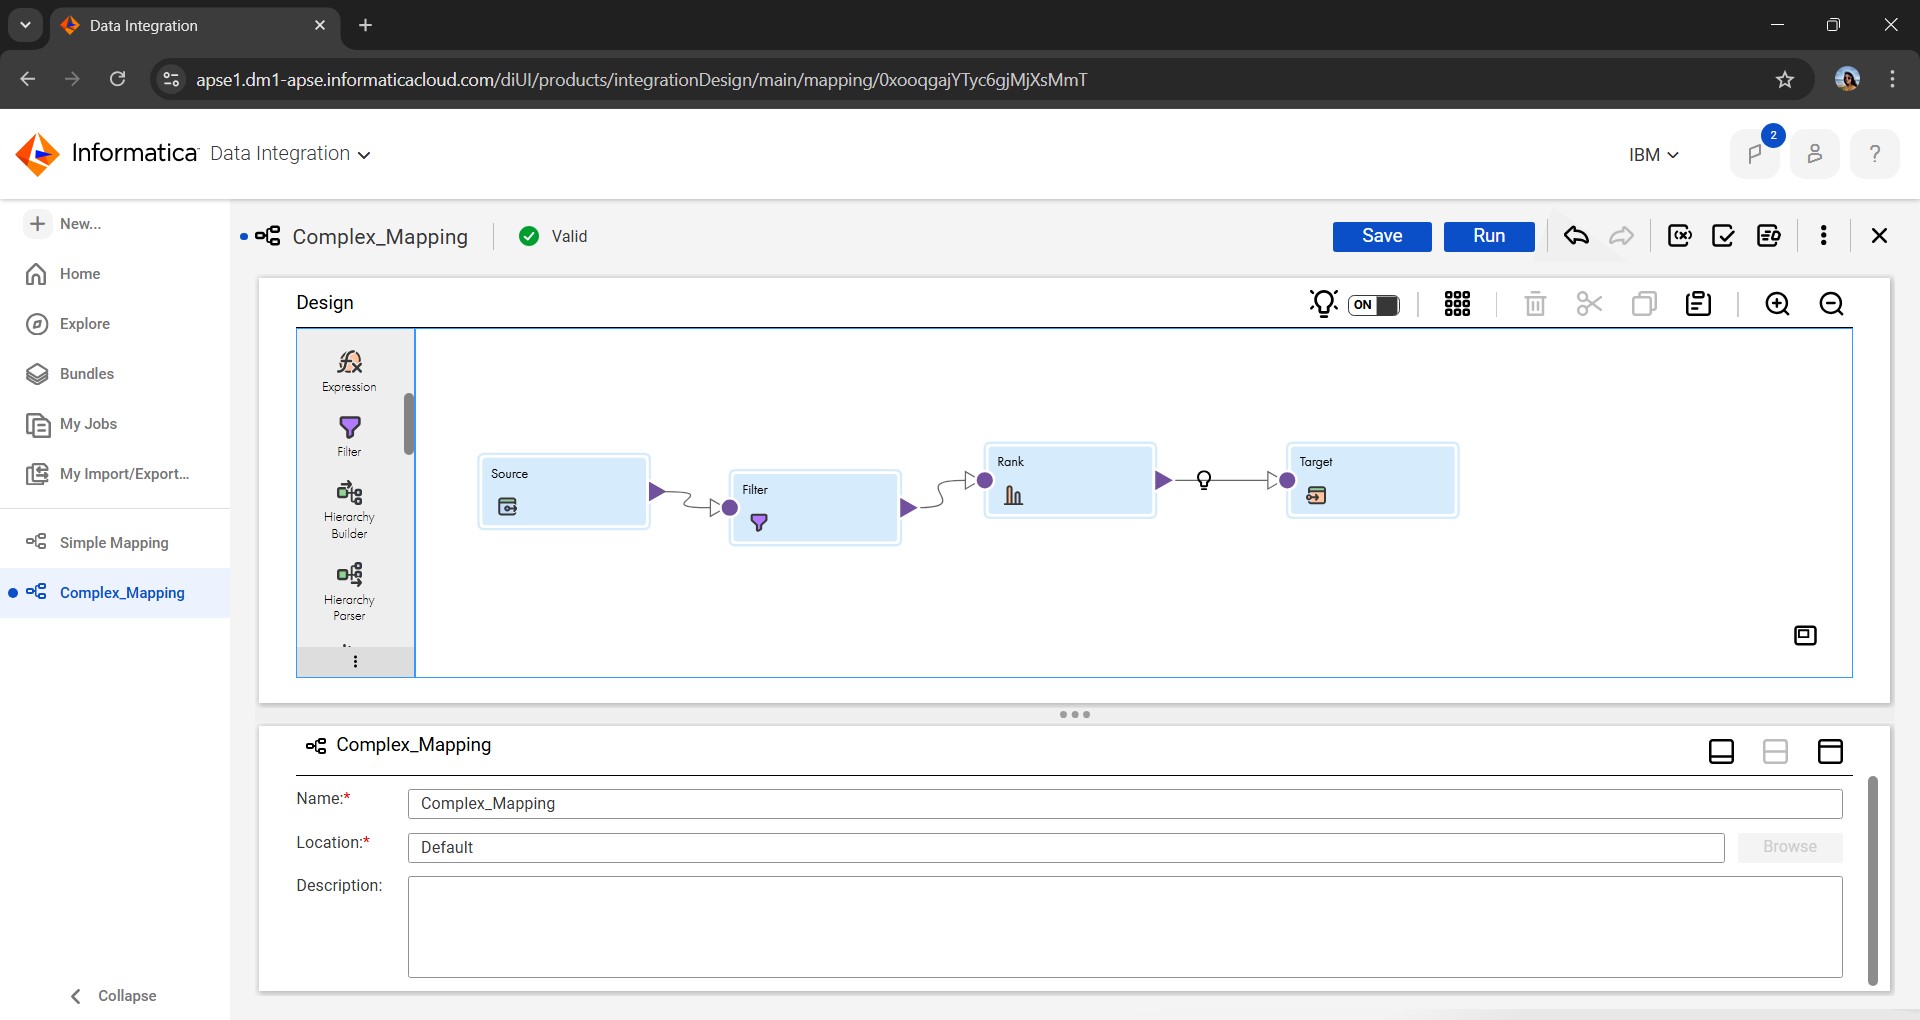 Data Integration
apse1.dm1-apse.informaticacloud.com/diUI/products/integrationDesign/main/mapping/0xooqgajYTyc6gjMjXsMmT
Informatica Data Integration
IBM
2
?
New...
Home
Explore
Bundles
My Jobs
My Import/Export...
Simple Mapping
Complex_Mapping
Collapse
Complex_Mapping
Valid
Save
Run
Design
ON
Expression
Filter
Hierarchy
Builder
Hierarchy
Parser
Source
Filter
Rank
Target
Complex_Mapping
Name:*
Complex_Mapping
Location:*
Default
Browse
Description: